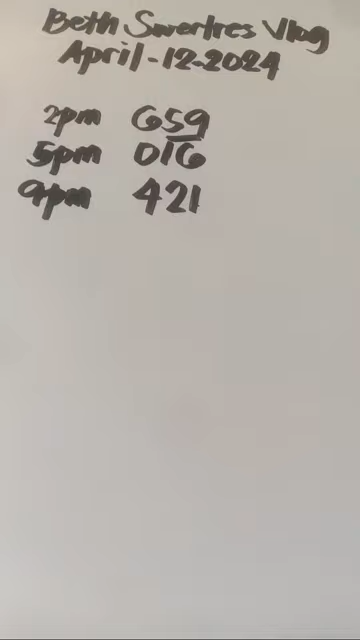 Beth Swertres Vlog
April-12-2024
2pm 659
5pm 016
9pm 421